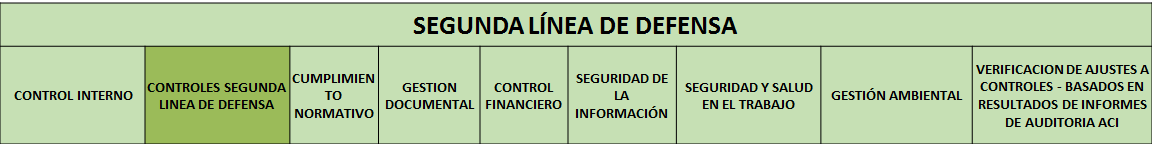 SEGUNDA LÍNEA DE DEFENSA
CONTROL INTERNO
CONTROLES SEGUNDA
LINEA DE DEFENSA
CUMPLIMIEN
TO
NORMATIVO
GESTION
DOCUMENTAL
CONTROL
FINANCIERO
SEGURIDAD DE
LA
INFORMACIÓN
SEGURIDAD Y SALUD
EN EL TRABAJO
GESTIÓN AMBIENTAL
VERIFICACION DE AJUSTES A
CONTROLES - BASADOS EN
RESULTADOS DE INFORMES
DE AUDITORIA ACI